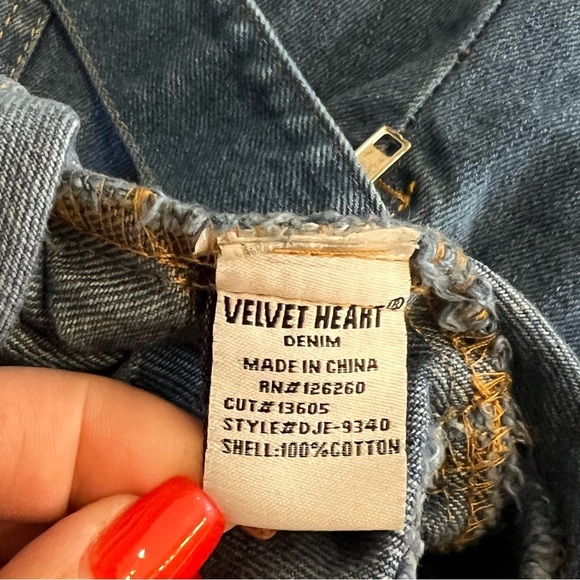 VELVET HEART®
DENIM
MADE IN CHINA
RN#126260
CUT#13605
STYLE#DJE-9340
SHELL:100%COTTON